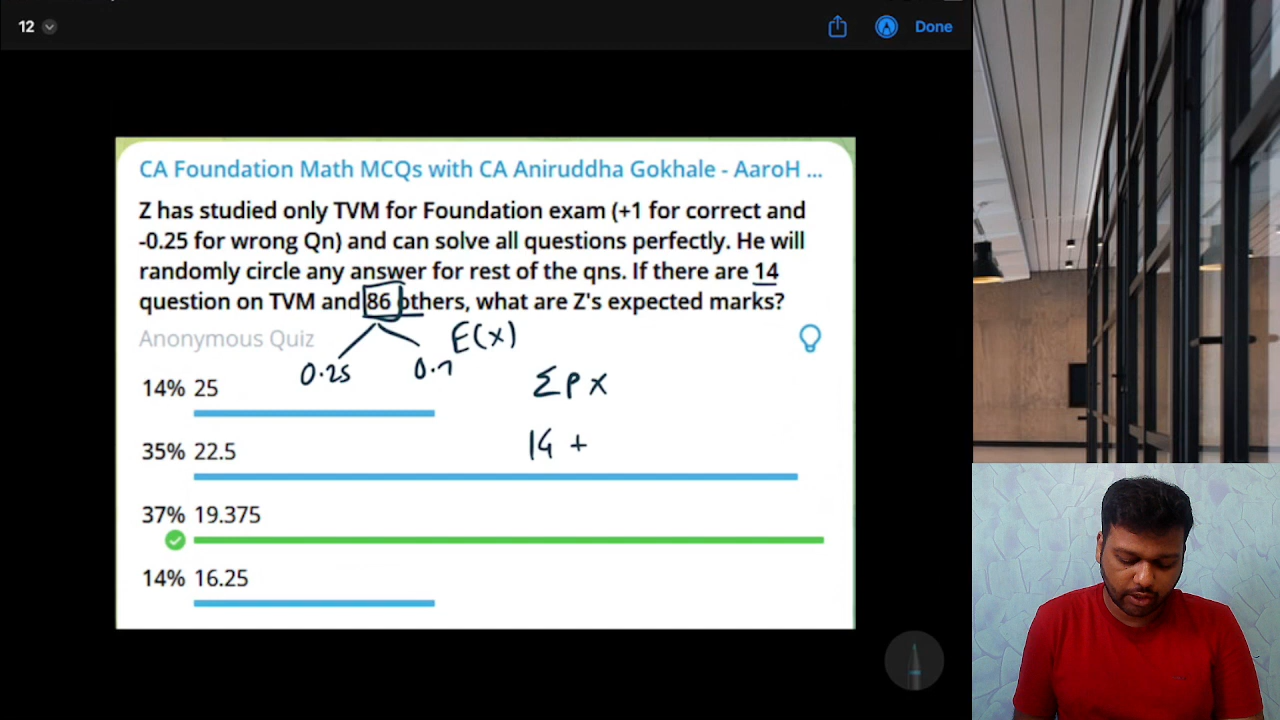 12
Done
CA Foundation Math MCQs with CA Aniruddha Gokhale - AaroH ...
Z has studied only TVM for Foundation exam (+1 for correct and
-0.25 for wrong Qn) and can solve all questions perfectly. He will
randomly circle any answer for rest of the qns. If there are 14
question on TVM and 86 others, what are Z's expected marks?
Anonymous Quiz
E(x)
0.25 0.7
14% 25
Σ P x
35% 22.5
14 +
37% 19.375
14% 16.25